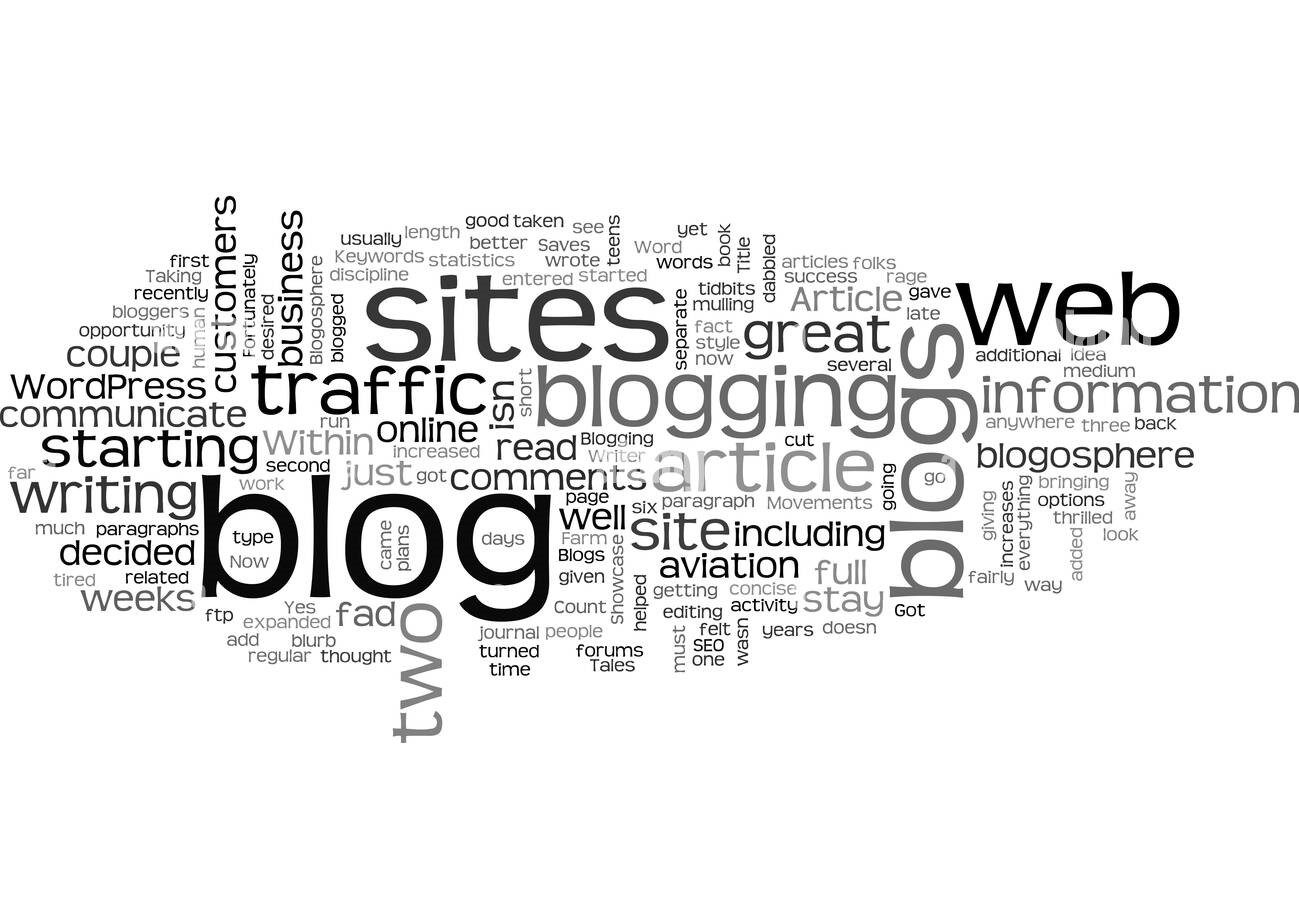 customers
business
good taken
see
teens
usually
length
better
Saves
Word
yet
book
Title
dabbled
first
Fortunately
Blogosphere
Keywords
statistics
wrote
words
articles folks
Taking
discipline
entered started
success
rage
recently
desired
blogged
sites
separate
tidbits
mulling
Article
gave
web
bloggers
human
late
opportunity
fact
style
now
great
blogs
couple
several
additional
idea
medium
WordPress
traffic
isn
short
blogging
information
communicate
run
online
anywhere
three
back
starting
Within
increased
read
Blogging
Writer
cut
article
blogosphere
second
far
work
just
got
comments
going
go
bringing
away
writing
blog
page
six
paragraph
Movements
giving
increases
everything
options
thrilled
look
much
paragraphs
type
Now
came
plans
days
well
Farm
Blogs
site
including
added
decided
showcase
aviation
full
tired
related
given
fairly
way
weeks
Count
helped
getting
concise
stay
Got
ftp
Yes
expanded
fad
two
editing
activity
add
blurb
journal
people
must
felt
SEO
one
wasn
years
doesn
regular
thought
turned
time
forums
Tales